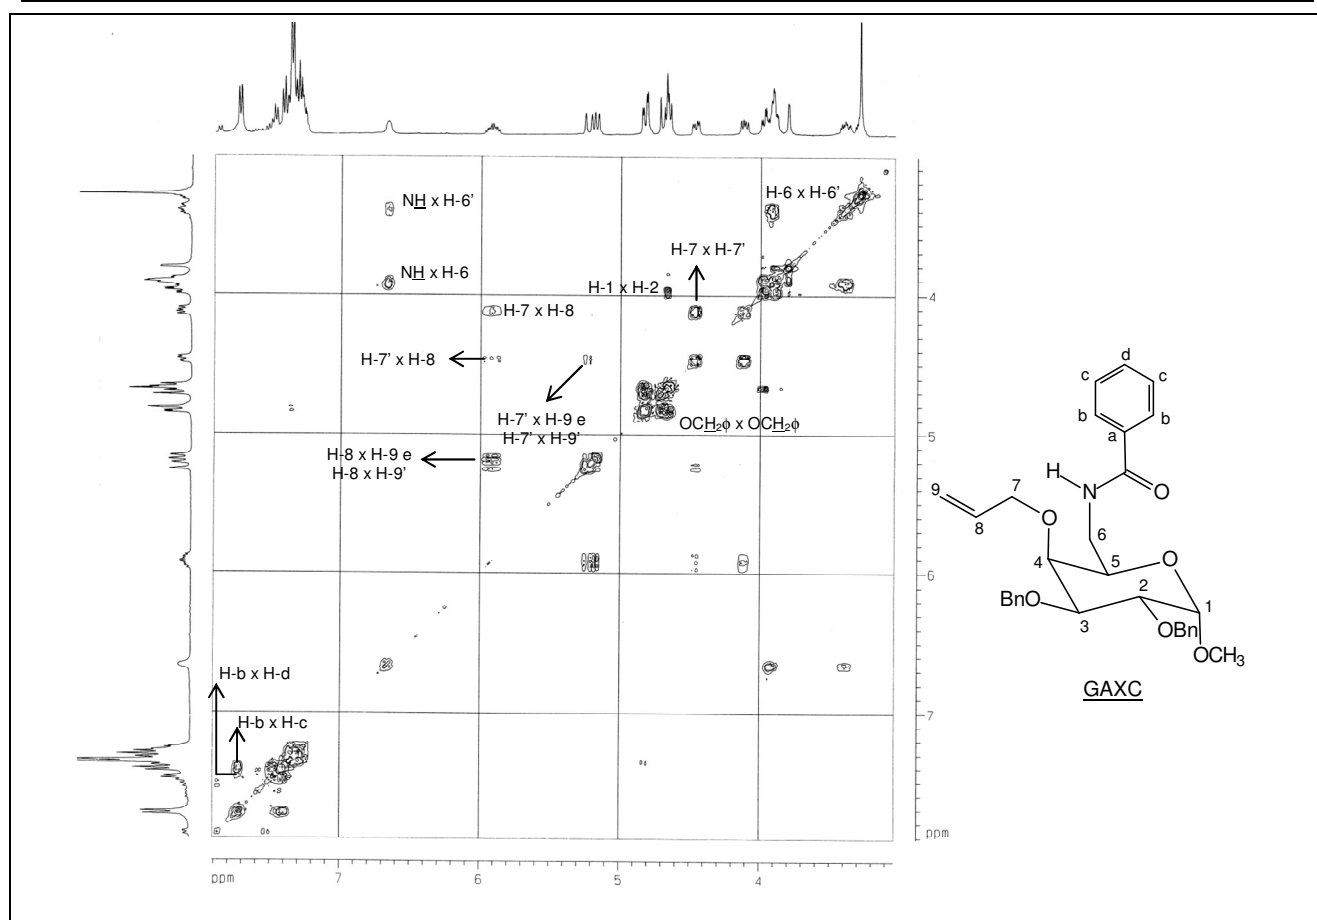 NH x H-6'
H-6 x H-6'
H-7 x H-7'
NH x H-6
H-1 x H-2
4
H-7 x H-8
H-7' x H-8
H-7' x H-9 e
H-7' x H-9'
OCH2ϕ x OCH2ϕ
5
H-8 x H-9 e
H-8 x H-9'
6
H-b x H-d
7
H-b x H-c
ppm
ppm
7
6
5
4
d
c
c
b
b
a
H
N
O
9
7
8
O
6
4
5
O
2
1
BnO
3
OBn
OCH3
GAXC